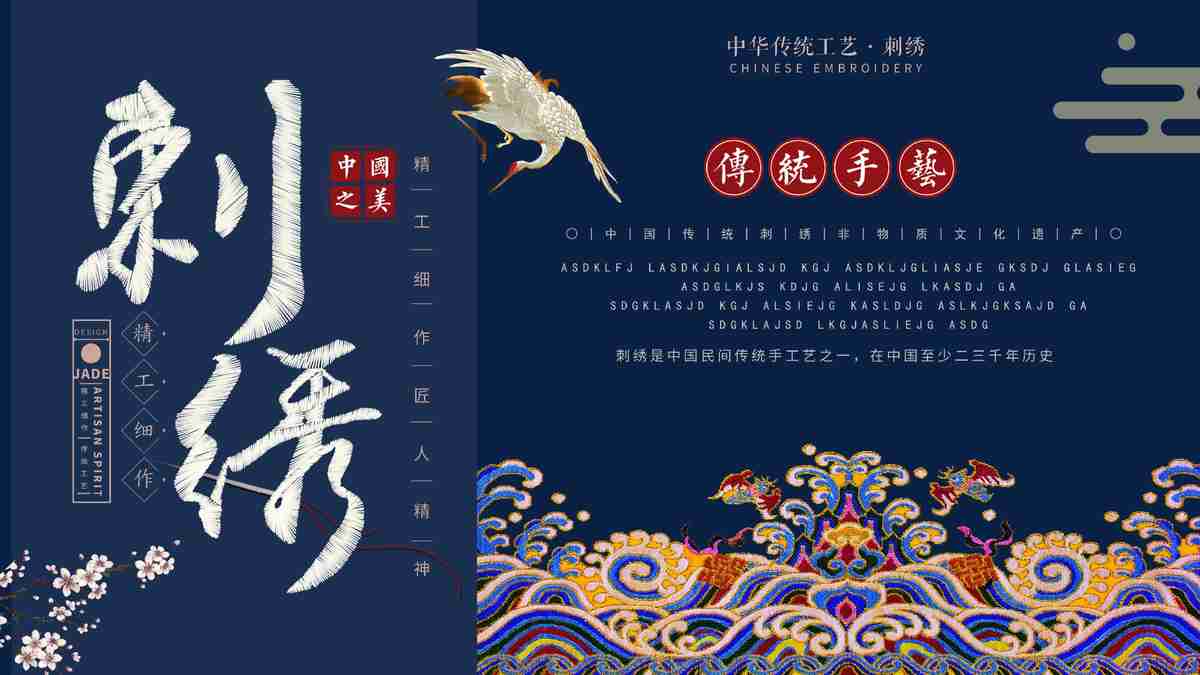 刺绣
中國
之美
精工细作匠人精神
DESIGN
JADE
ARTISAN SPIRIT
精工细作
中华传统工艺·刺绣
CHINESE EMBROIDERY
傳統手藝
中国传统刺绣非物质文化遗产
ASDKLFJ LASDKJGIALSJD KGJ ASDKLJGLIASJE GKSDJ GLASIEG
ASDGLKJS KDJG ALISEJG LKASDJ GA
SDGKLASJD KGJ ALSIEJG KASLDJG ASLKJGKSAJD GA
SDGKLAJSD LKGJASLIEJG ASDG
刺绣是中国民间传统手工艺之一，在中国至少二三千年历史